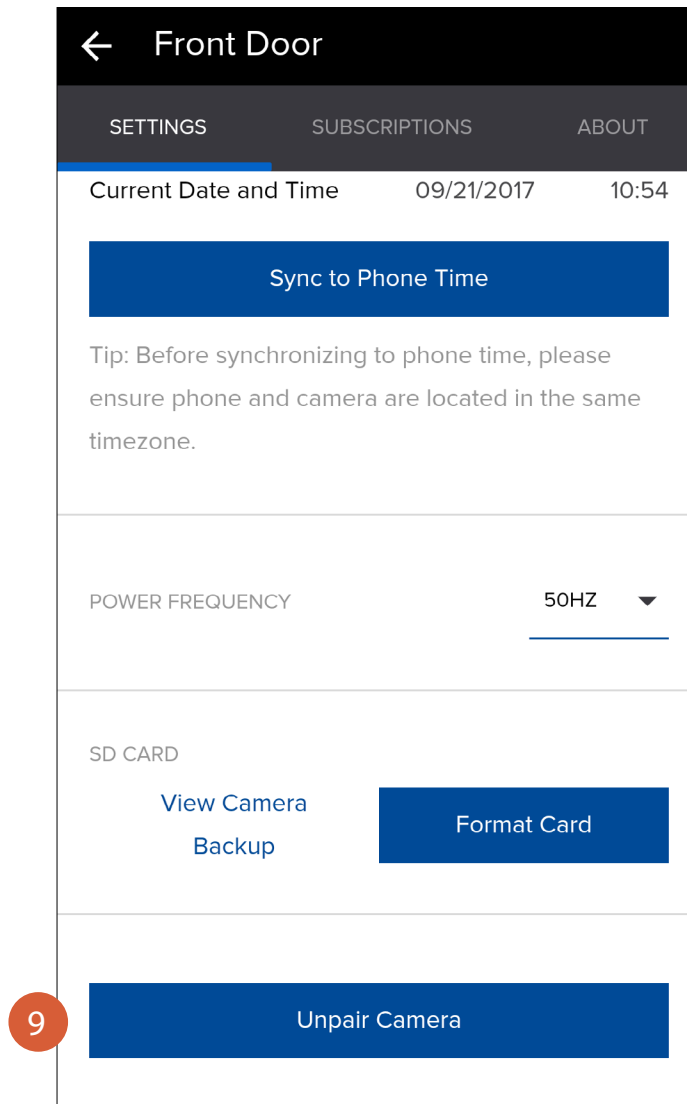 Front Door
SETTINGS SUBSCRIPTIONS ABOUT
Current Date and Time 09/21/2017 10:54
Sync to Phone Time
Tip: Before synchronizing to phone time, please
ensure phone and camera are located in the same
timezone.
POWER FREQUENCY 50HZ
SD CARD
View Camera
Backup
Format Card
9 Unpair Camera